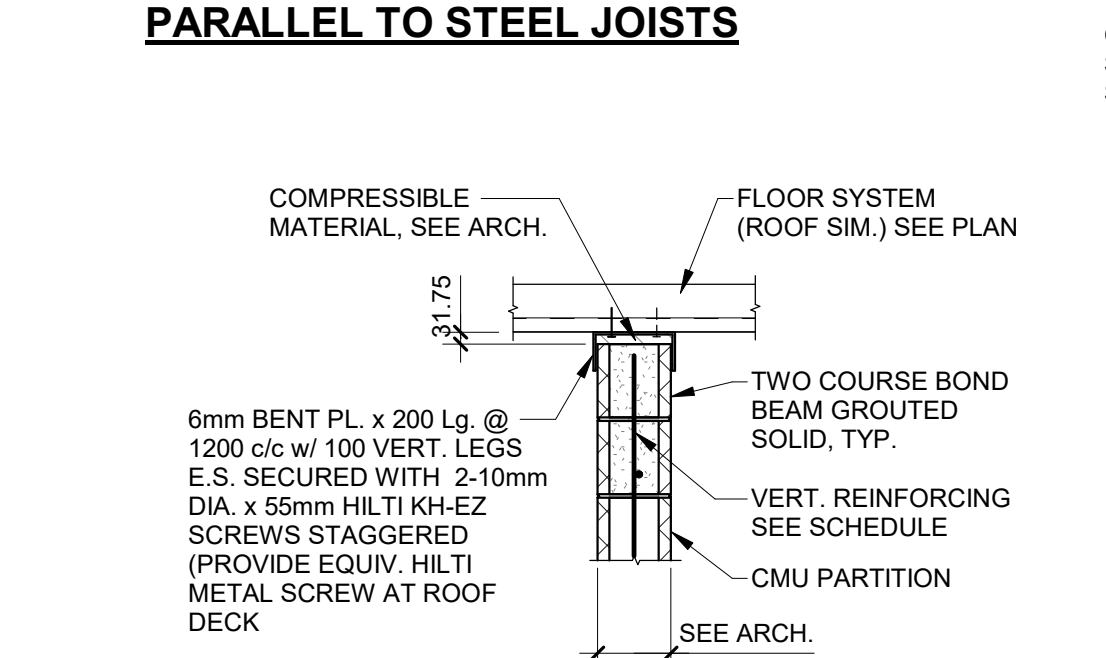 PARALLEL TO STEEL JOISTS
COMPRESSIBLE
MATERIAL, SEE ARCH.
FLOOR SYSTEM
(ROOF SIM.) SEE PLAN
31.75
6mm BENT PL. x 200 Lg. @
1200 c/c w/ 100 VERT. LEGS
E.S. SECURED WITH 2-10mm
DIA. x 55mm HILTI KH-EZ
SCREWS STAGGERED
(PROVIDE EQUIV. HILTI
METAL SCREW AT ROOF
DECK
TWO COURSE BOND
BEAM GROUTED
SOLID, TYP.
VERT. REINFORCING
SEE SCHEDULE
CMU PARTITION
SEE ARCH.